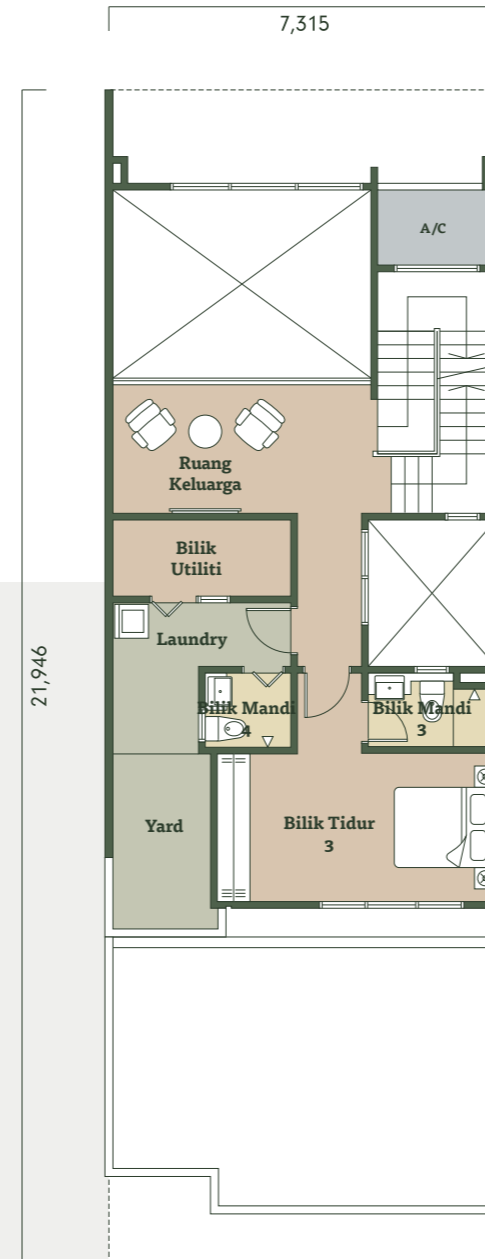 7,315
A/C
Ruang
Keluarga
Bilik
Utiliti
Laundry
21,946
Bilik Mandi
4
Bilik Mandi
3
Yard
Bilik Tidur
3